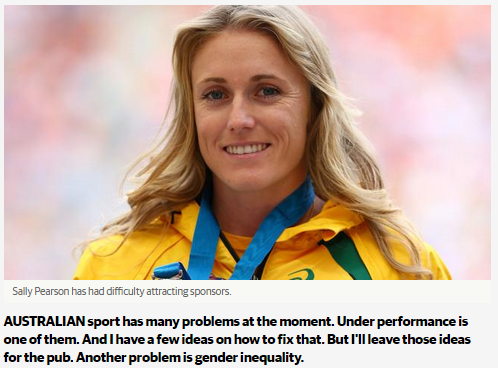 Sally Pearson has had difficulty attracting sponsors.
AUSTRALIAN sport has many problems at the moment. Under performance is
one of them. And I have a few ideas on how to fix that. But I'll leave those ideas
for the pub. Another problem is gender inequality.